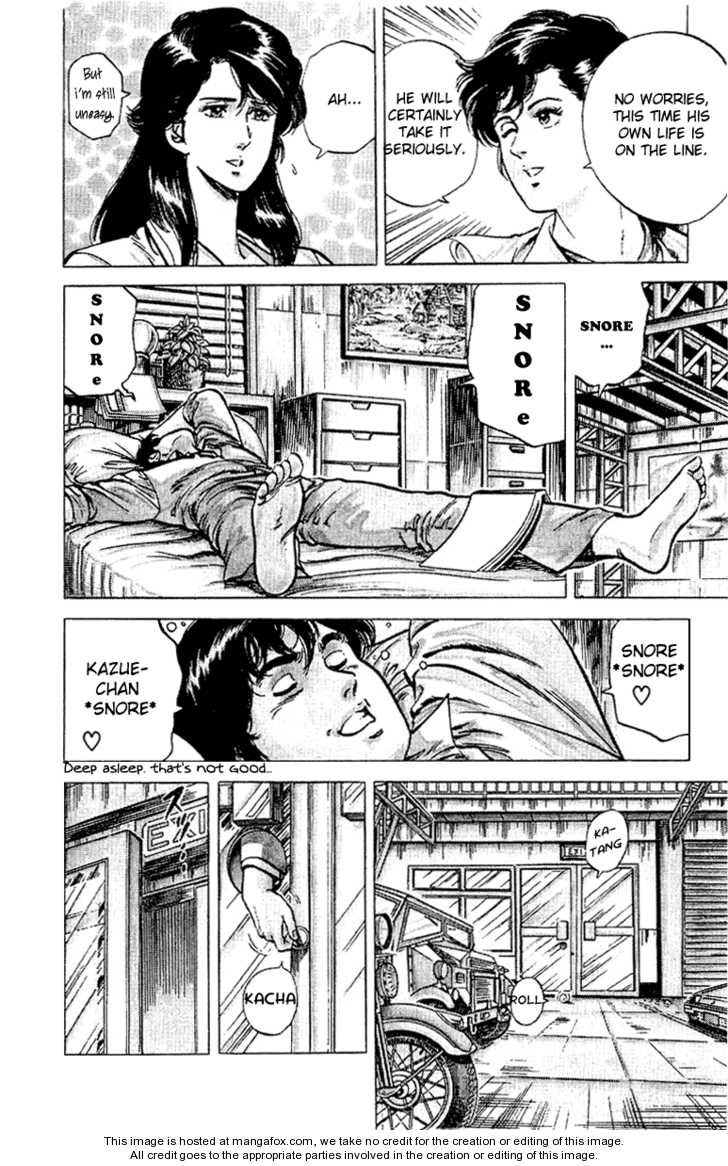 NO WORRIES,
THIS TIME HIS
OWN LIFE IS
ON THE LINE.
HE WILL
CERTAINLY
TAKE IT
SERIOUSLY.
AH...
But
i'm still
uneasy.
SNORE
...
S
N
O
R
e
S
N
O
R
e
SNORE
*SNORE*
♡
KAZUE-
CHAN
*SNORE*
♡
Deep asleep. that's not Good...
KA-
TANG
EXI
ROLL
KACHA
EXI
This image is hosted at mangafox.com, we take no credit for the creation or editing of this image.
All credit goes to the appropriate parties involved in the creation or editing of this image.